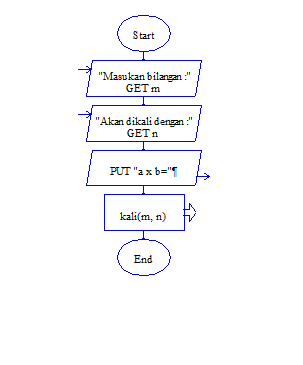 Start
"Masukan bilangan :"
GET m
"Akan dikali dengan :"
GET n
PUT "a x b="¶
kali(m, n)
End